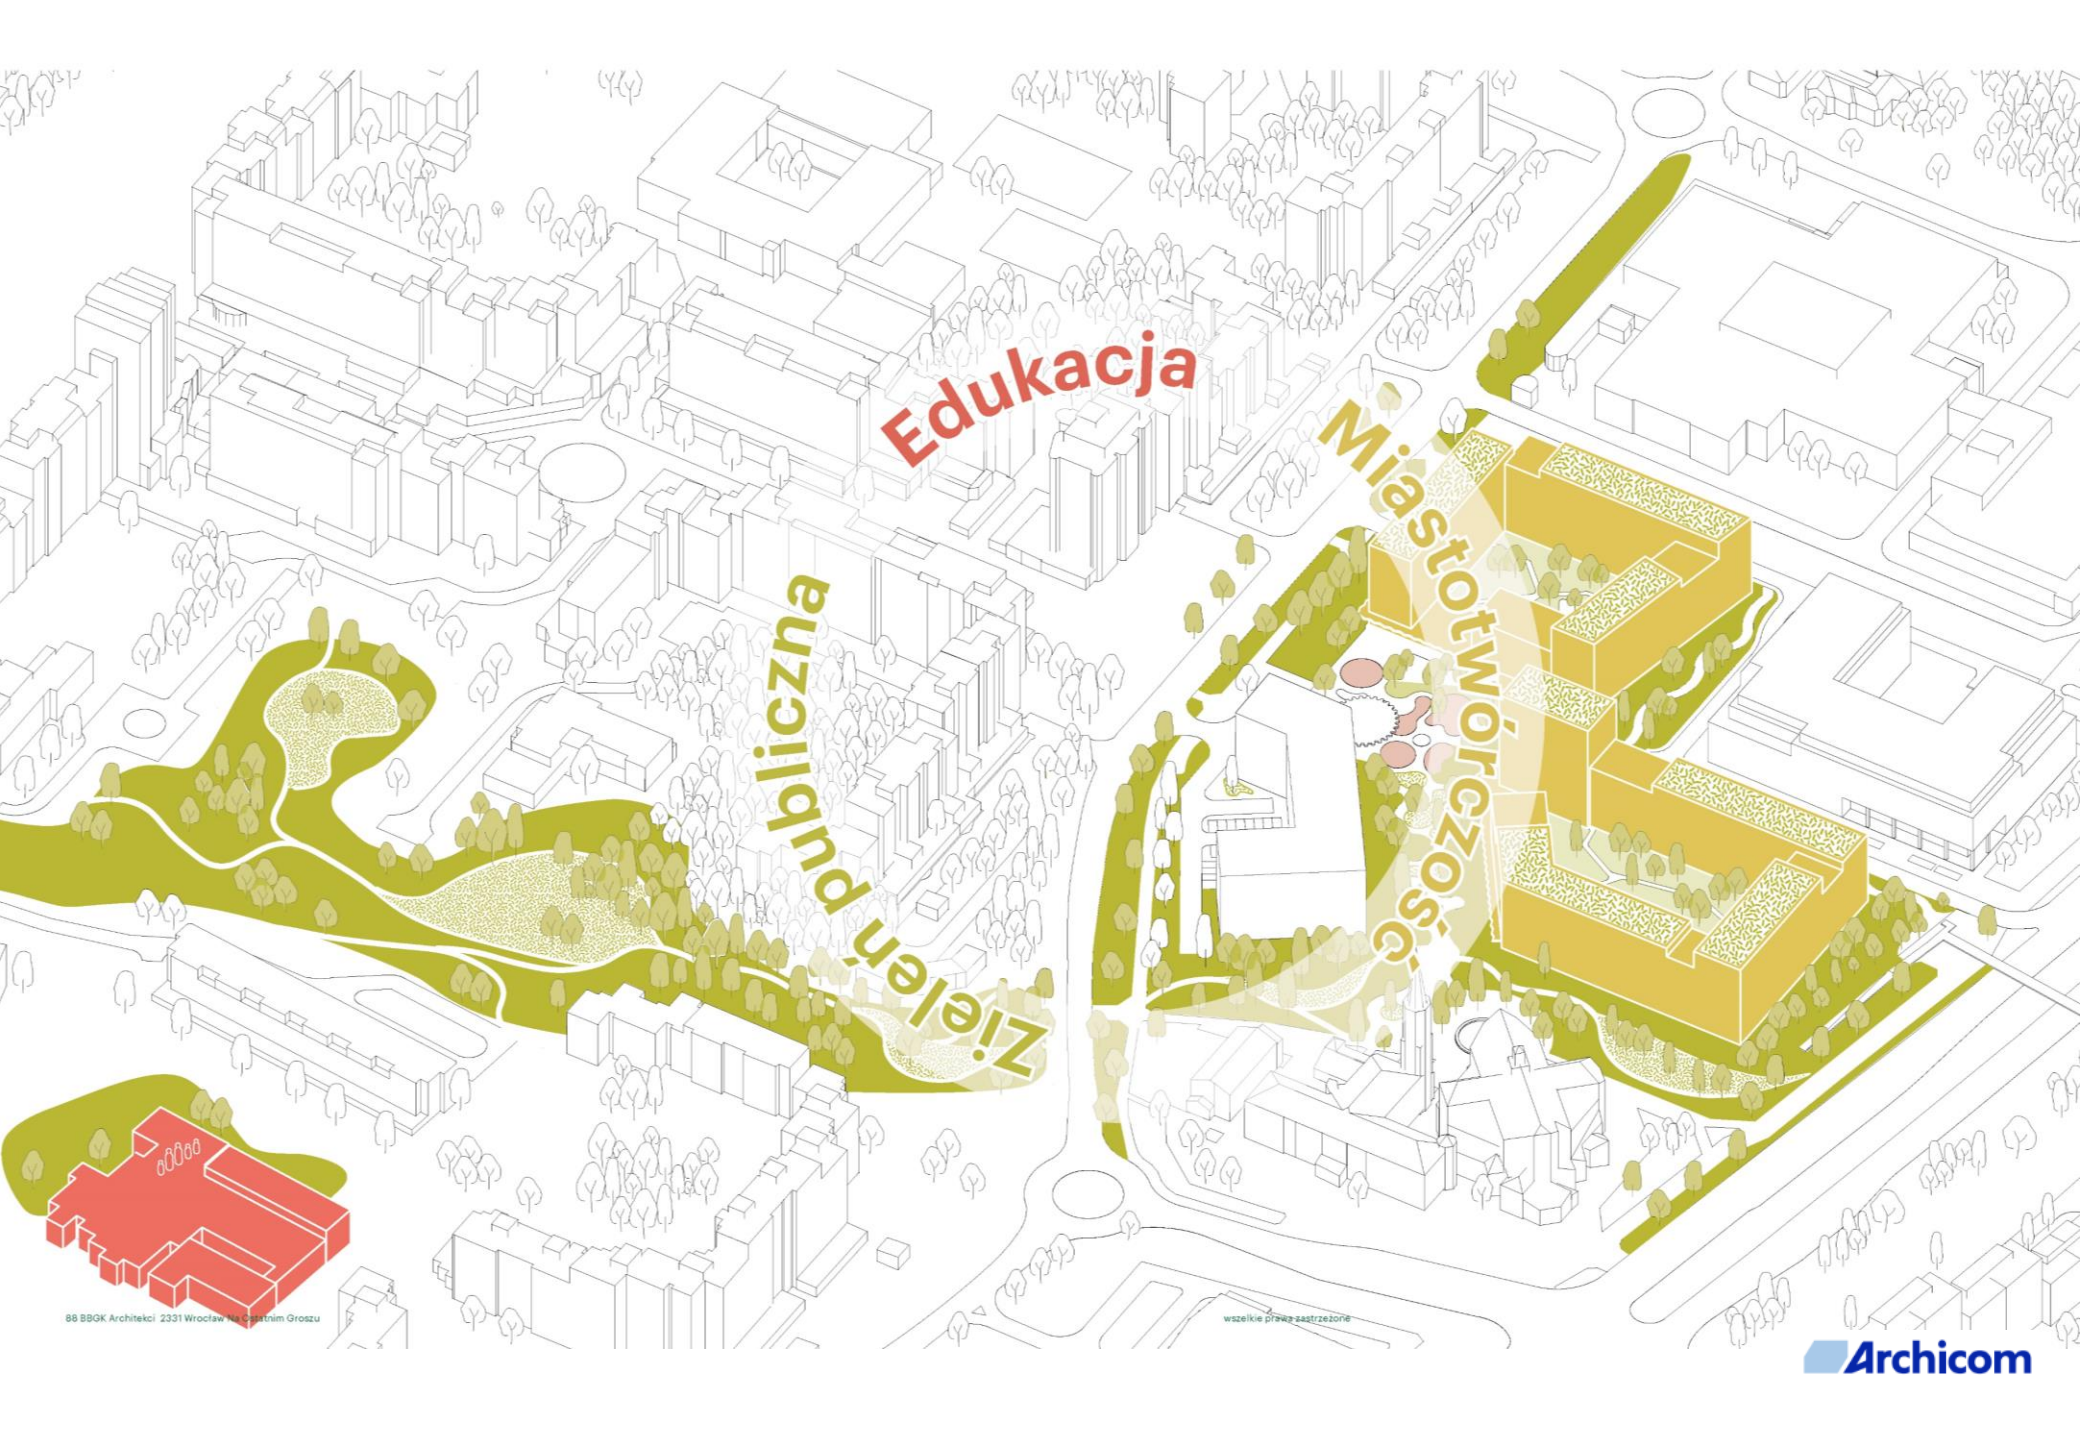 Edukacja
Miastotwórczość
Zieleń publiczna
88 BBGK Architekci 2331 Wrocław Na Ostatnim Groszu
wszelkie prawa zastrzeżone
Archicom